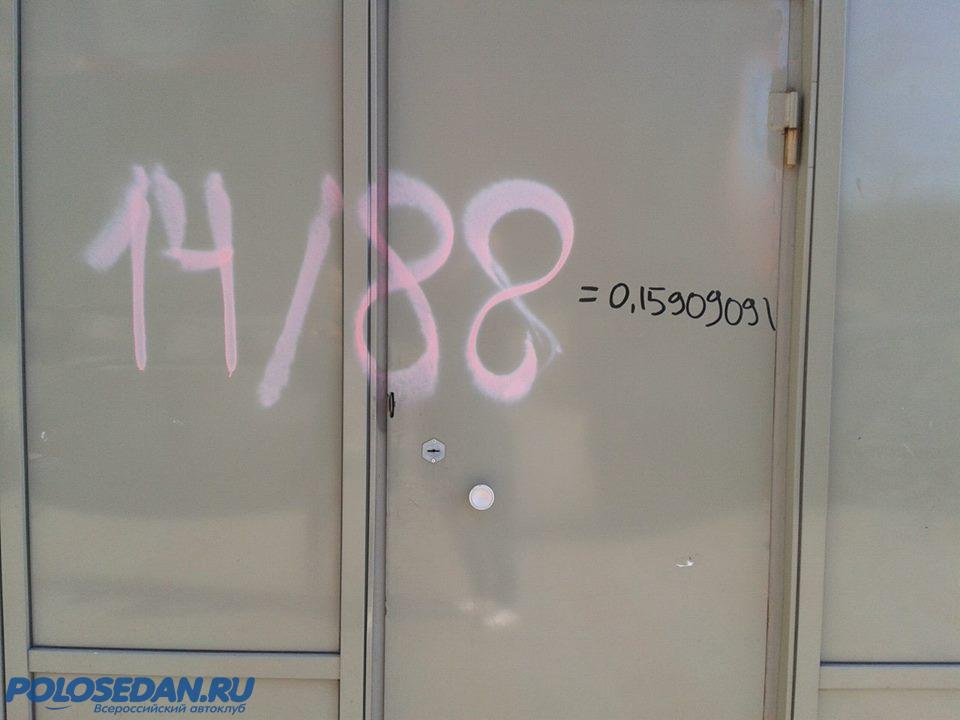 14/88 = 0,15909091
POLOSEDAN.RU
Всероссийский автоклуб